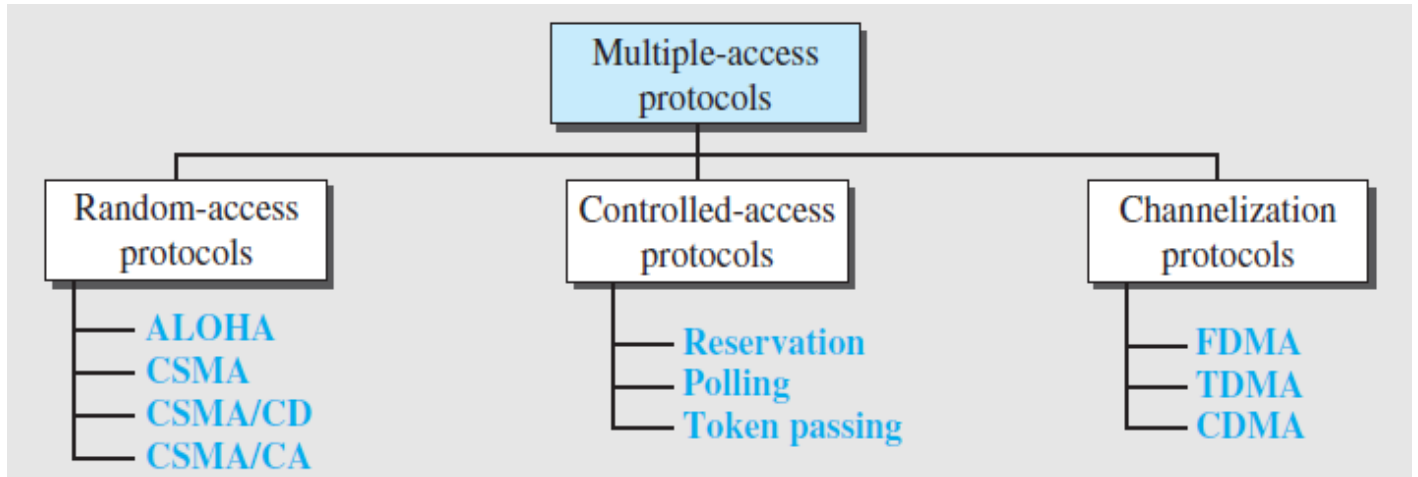 Multiple-access
protocols
Random-access
protocols
Controlled-access
protocols
Channelization
protocols
ALOHA
CSMA
CSMA/CD
CSMA/CA
Reservation
Polling
Token passing
FDMA
TDMA
CDMA